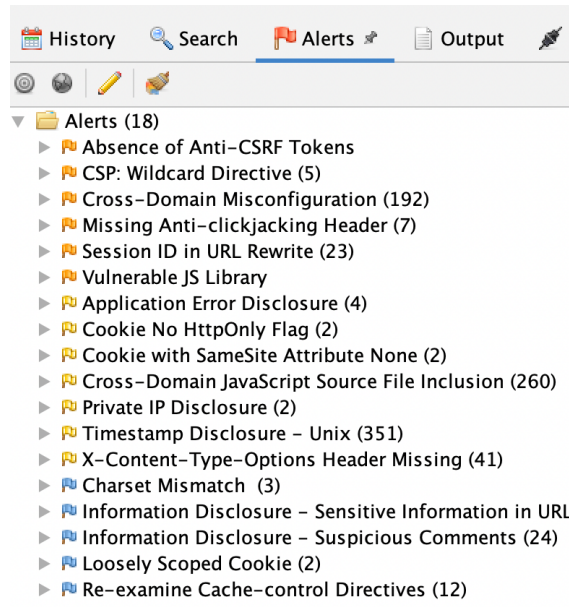 History Search Alerts Output
Alerts (18)
Absence of Anti-CSRF Tokens
CSP: Wildcard Directive (5)
Cross-Domain Misconfiguration (192)
Missing Anti-clickjacking Header (7)
Session ID in URL Rewrite (23)
Vulnerable JS Library
Application Error Disclosure (4)
Cookie No HttpOnly Flag (2)
Cookie with SameSite Attribute None (2)
Cross-Domain JavaScript Source File Inclusion (260)
Private IP Disclosure (2)
Timestamp Disclosure - Unix (351)
X-Content-Type-Options Header Missing (41)
Charset Mismatch (3)
Information Disclosure - Sensitive Information in URL
Information Disclosure - Suspicious Comments (24)
Loosely Scoped Cookie (2)
Re-examine Cache-control Directives (12)